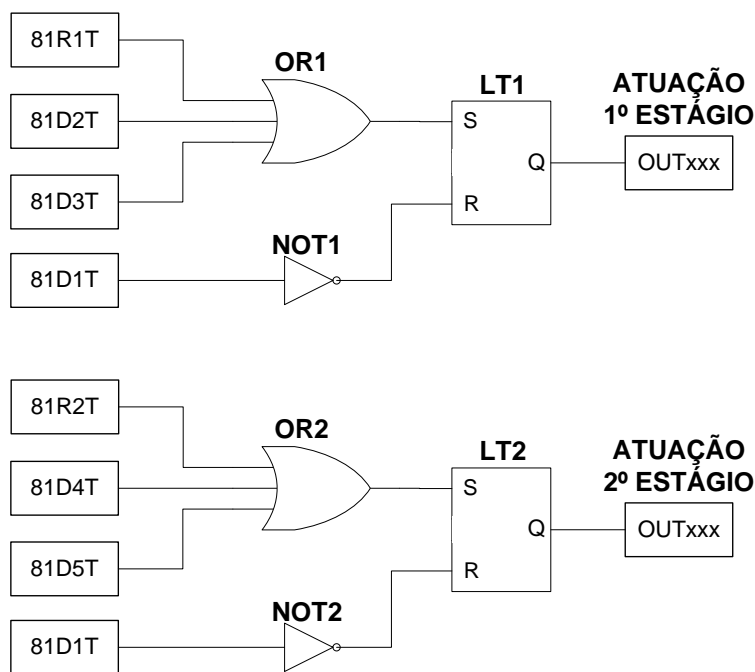 81R1T
OR1
LT1
ATUAÇÃO
1º ESTÁGIO
81D2T
S
Q
OUTxxx
81D3T
R
NOT1
81D1T
81R2T
OR2
LT2
ATUAÇÃO
2º ESTÁGIO
81D4T
S
Q
OUTxxx
81D5T
R
NOT2
81D1T